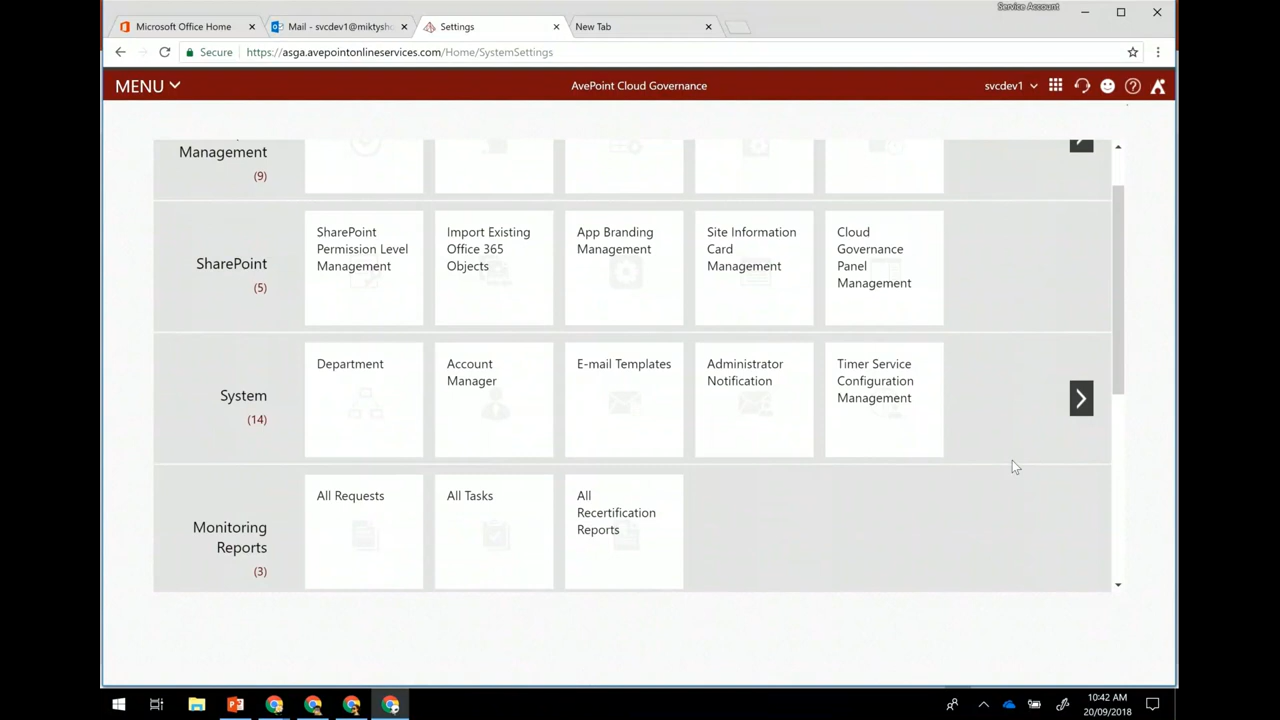 Service Account
Microsoft Office Home
Mail - svcdev1@miktysh
Settings
New Tab
Secure
https://asga.avepointonlineservices.com/Home/SystemSettings
MENU
AvePoint Cloud Governance
svcdev1
Management
(9)
SharePoint
(5)
SharePoint
Permission Level
Management
Import Existing
Office 365
Objects
App Branding
Management
Site Information
Card
Management
Cloud
Governance
Panel
Management
System
(14)
Department
Account
Manager
E-mail Templates
Administrator
Notification
Timer Service
Configuration
Management
Monitoring
Reports
(3)
All Requests
All Tasks
All
Recertification
Reports
10:42 AM
20/09/2018